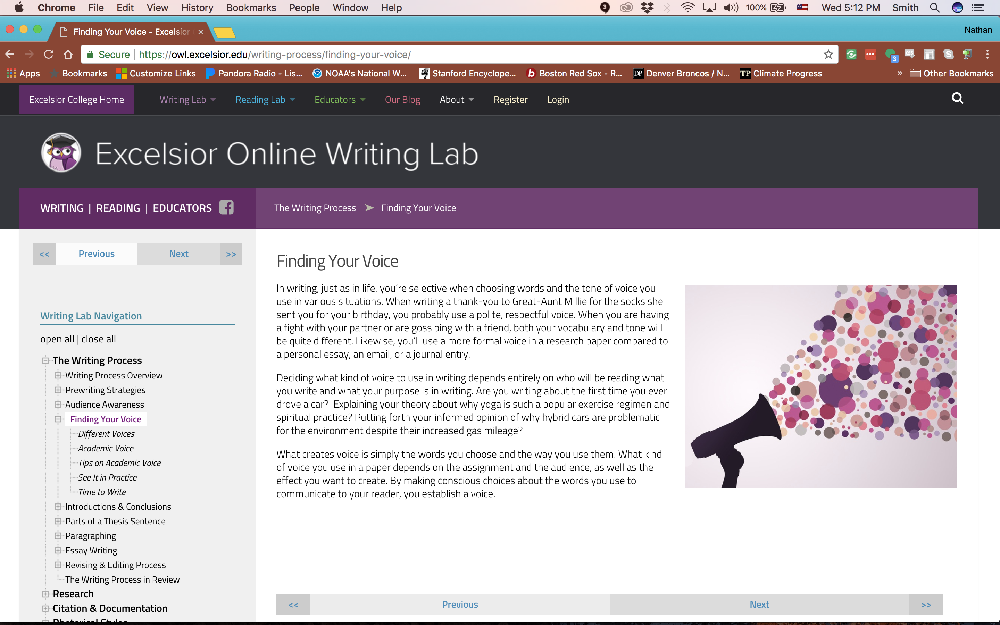 Chrome File Edit View History Bookmarks People Window Help 3 100% Wed 5:12 PM Smith
Finding Your Voice - Excelsior
Nathan
Secure https://owl.excelsior.edu/writing-process/finding-your-voice/ 3 CSS S
Apps Bookmarks Customize Links Pandora Radio - Lis... NOAA's National W... Stanford Encyclope... b Boston Red Sox - R... DP Denver Broncos / N... TP Climate Progress » Other Bookmarks
Excelsior College Home Writing Lab Reading Lab Educators Our Blog About Register Login
Excelsior Online Writing Lab
WRITING | READING | EDUCATORS
The Writing Process Finding Your Voice
<< Previous Next >>
Writing Lab Navigation
open all | close all
The Writing Process
Writing Process Overview
Prewriting Strategies
Audience Awareness
Finding Your Voice
Different Voices
Academic Voice
Tips on Academic Voice
See It in Practice
Time to Write
Introductions & Conclusions
Parts of a Thesis Sentence
Paragraphing
Essay Writing
Revising & Editing Process
The Writing Process in Review
Research
Citation & Documentation
Rhetorical Styles
Finding Your Voice
In writing, just as in life, you're selective when choosing words and the tone of voice you
use in various situations. When writing a thank-you to Great-Aunt Millie for the socks she
sent you for your birthday, you probably use a polite, respectful voice. When you are having
a fight with your partner or are gossiping with a friend, both your vocabulary and tone will
be quite different. Likewise, you'll use a more formal voice in a research paper compared to
a personal essay, an email, or a journal entry.
Deciding what kind of voice to use in writing depends entirely on who will be reading what
you write and what your purpose is in writing. Are you writing about the first time you ever
drove a car?  Explaining your theory about why yoga is such a popular exercise regimen and
spiritual practice? Putting forth your informed opinion of why hybrid cars are problematic
for the environment despite their increased gas mileage?
What creates voice is simply the words you choose and the way you use them. What kind
of voice you use in a paper depends on the assignment and the audience, as well as the
effect you want to create. By making conscious choices about the words you use to
communicate to your reader, you establish a voice.
<< Previous Next >>